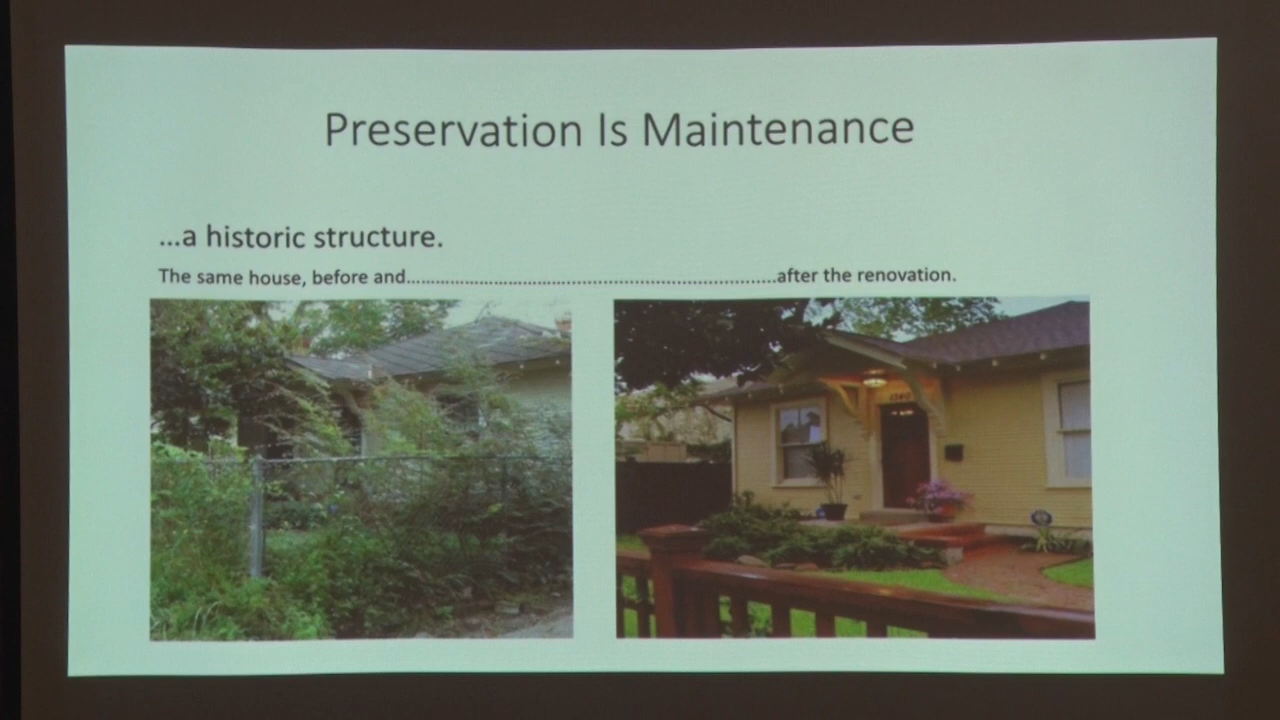 Preservation Is Maintenance
...a historic structure.
The same house, before and................................................................................after the renovation.